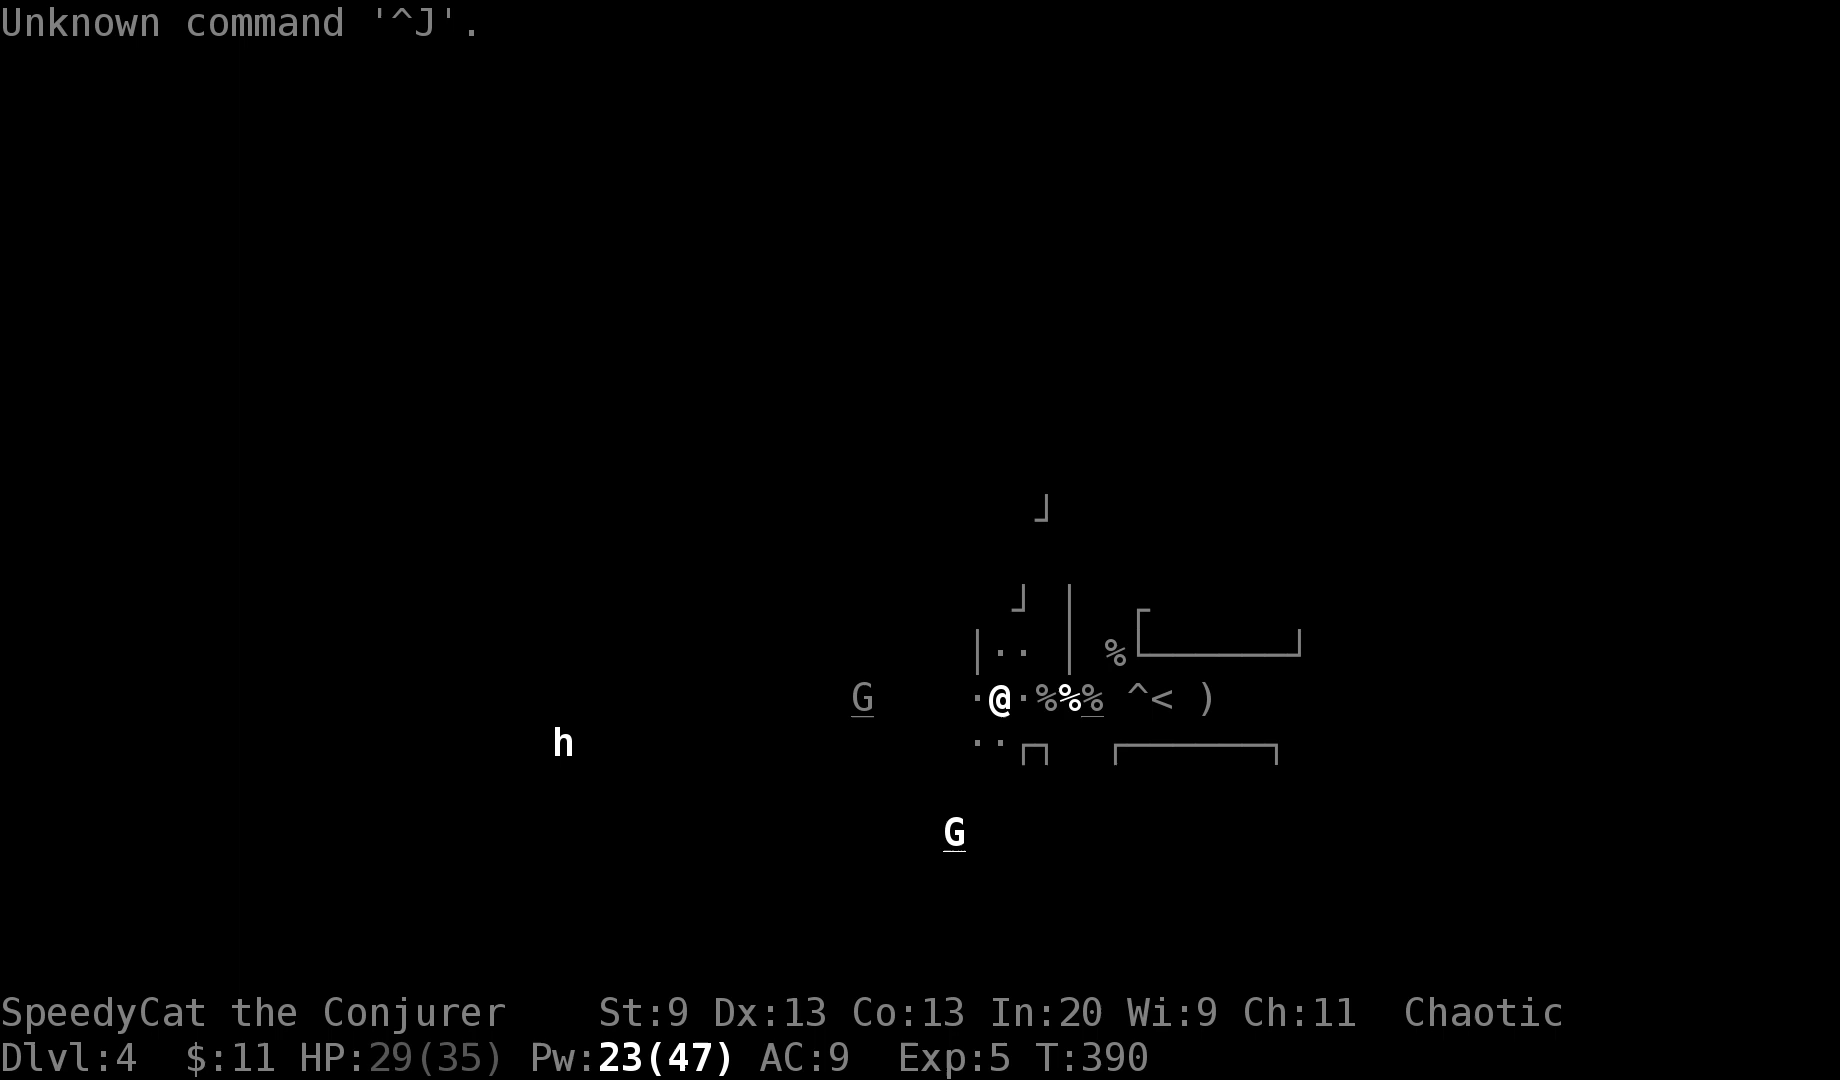 Unknown command '^J'.
┘
┘ |
|.. | % └───────┘
G .@.%%% ^< )
h .. ┌┐ ┌───────┐
G
SpeedyCat the Conjurer St:9 Dx:13 Co:13 In:20 Wi:9 Ch:11 Chaotic
Dlvl:4 $:11 HP:29(35) Pw:23(47) AC:9 Exp:5 T:390